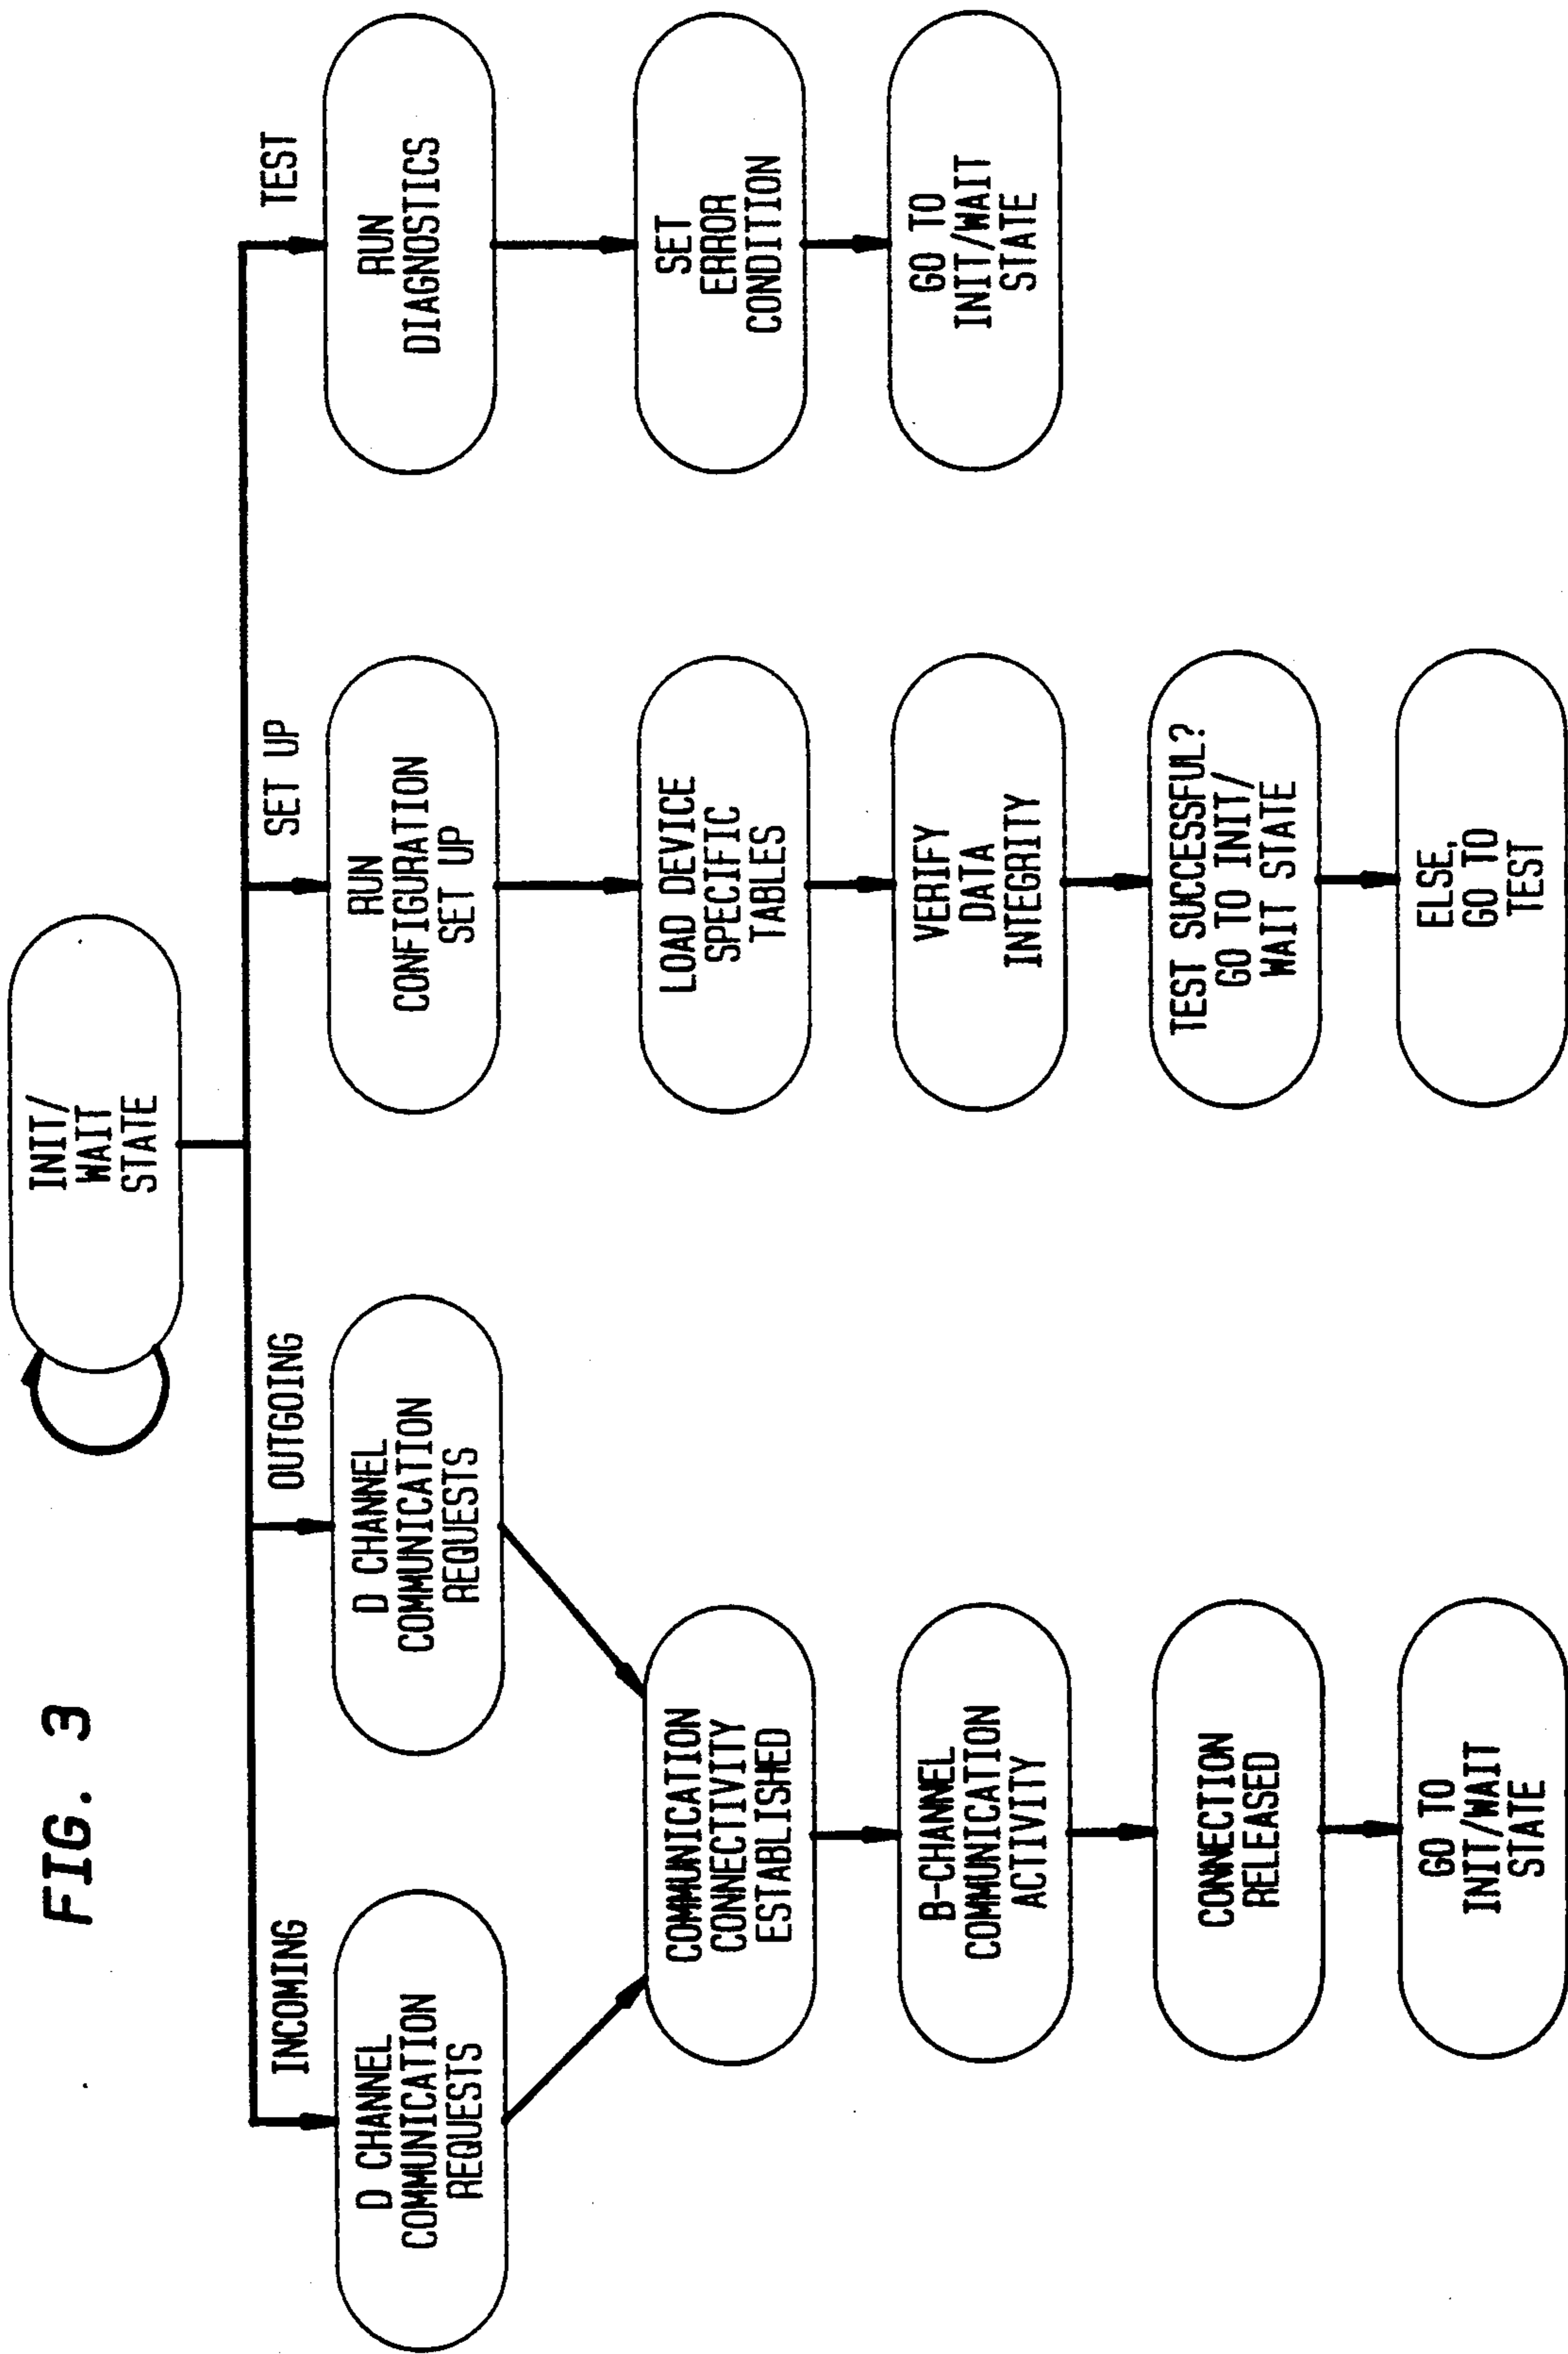 FIG. 3
INIT/
WAIT
STATE
INCOMING
OUTGOING
SET UP
TEST
D CHANNEL
COMMUNICATION
REQUESTS
D CHANNEL
COMMUNICATION
REQUESTS
RUN
CONFIGURATION
SET UP
RUN
DIAGNOSTICS
COMMUNICATION
CONNECTIVITY
ESTABLISHED
LOAD DEVICE
SPECIFIC
TABLES
SET
ERROR
CONDITION
B-CHANNEL
COMMUNICATION
ACTIVITY
VERIFY
DATA
INTEGRITY
GO TO
INIT/WAIT
STATE
CONNECTION
RELEASED
TEST SUCCESSFUL?
GO TO INIT/
WAIT STATE
GO TO
INIT/WAIT
STATE
ELSE,
GO TO
TEST